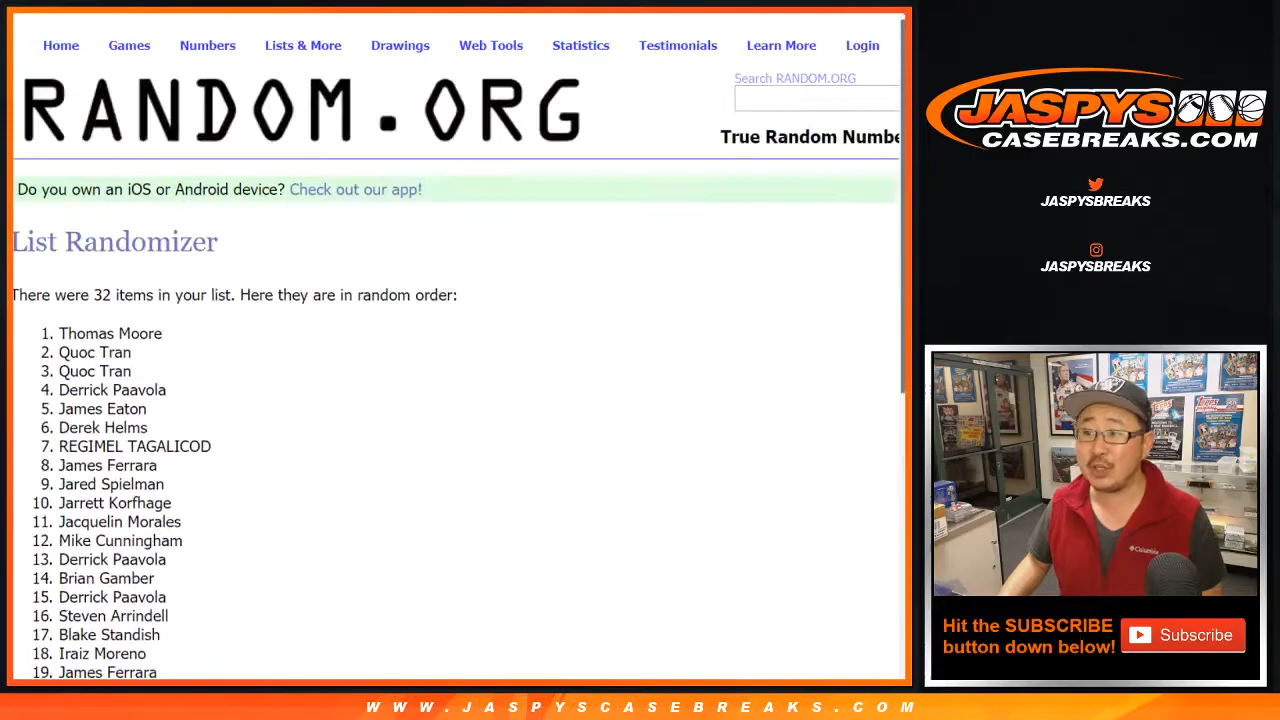 Home Games Numbers Lists & More Drawings Web Tools Statistics Testimonials Learn More Login
RANDOM.ORG
Search RANDOM.ORG
True Random Numbe
Do you own an iOS or Android device? Check out our app!
List Randomizer
There were 32 items in your list. Here they are in random order:
1. Thomas Moore
2. Quoc Tran
3. Quoc Tran
4. Derrick Paavola
5. James Eaton
6. Derek Helms
7. REGIMEL TAGALICOD
8. James Ferrara
9. Jared Spielman
10. Jarrett Korfhage
11. Jacquelin Morales
12. Mike Cunningham
13. Derrick Paavola
14. Brian Gamber
15. Derrick Paavola
16. Steven Arrindell
17. Blake Standish
18. Iraiz Moreno
19. James Ferrara
JASPYS
CASEBREAKS.COM
JASPYSBREAKS
JASPYSBREAKS
Columbia
Hit the SUBSCRIBE
button down below!
Subscribe
WWW.JASPYSCASEBREAKS.COM